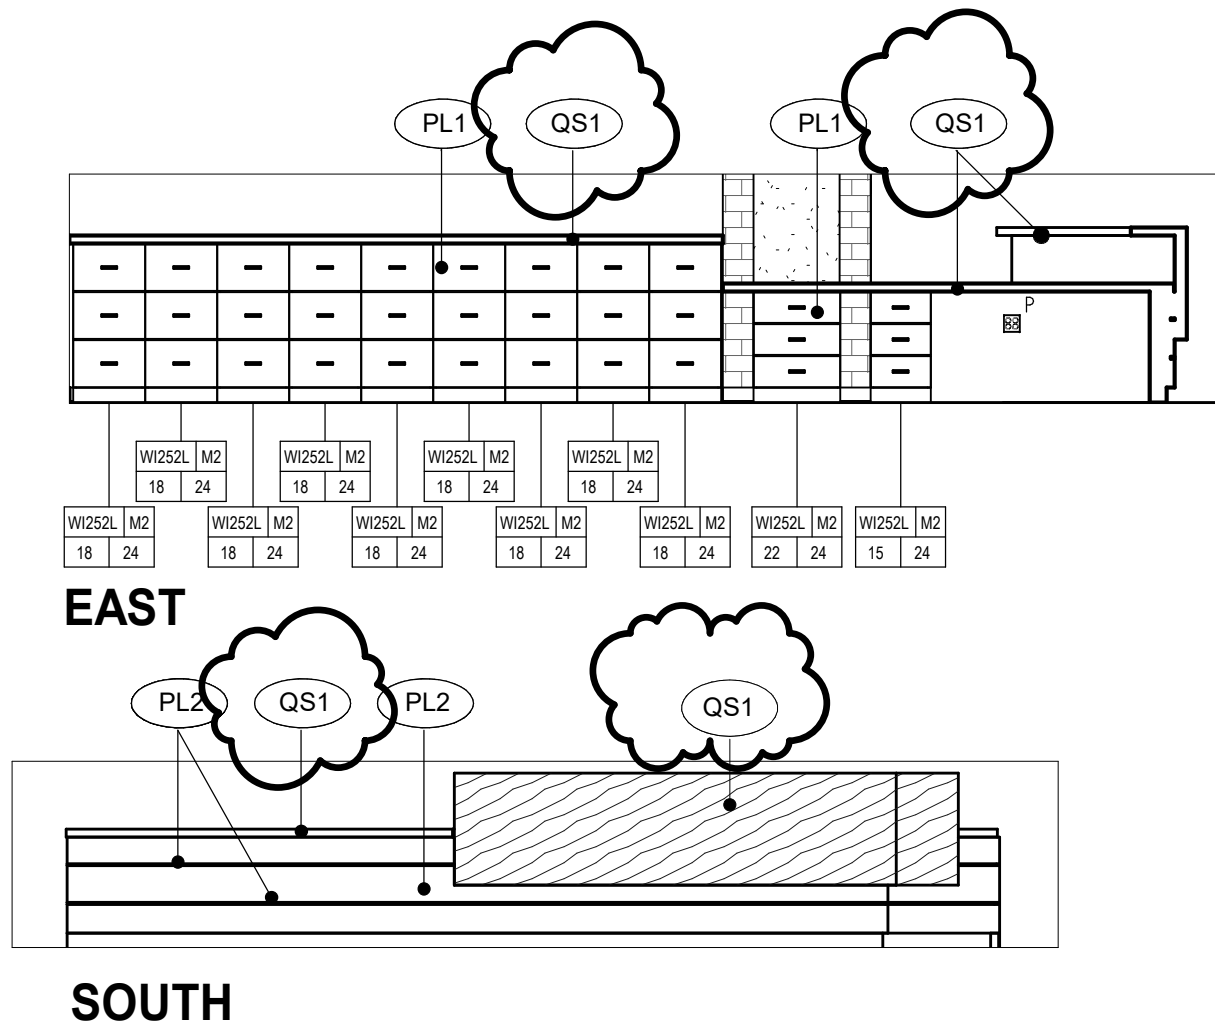 PL1 QS1 PL1 QS1
P
WI252L M2 WI252L M2 WI252L M2 WI252L M2
18 24 18 24 18 24 18 24
WI252L M2 WI252L M2 WI252L M2 WI252L M2 WI252L M2 WI252L M2 WI252L M2
18 24 18 24 18 24 18 24 18 24 22 24 15 24
EAST
PL2 QS1 PL2 QS1
SOUTH